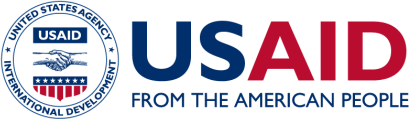 UNITED STATES AGENCY
USAID
INTERNATIONAL DEVELOPMENT
USAID
FROM THE AMERICAN PEOPLE